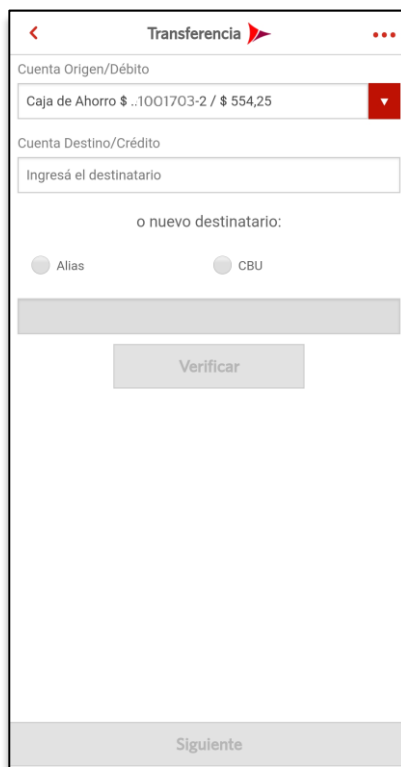 Transferencia
Cuenta Origen/Débito
Caja de Ahorro $ ..1001703-2 / $ 554,25
Cuenta Destino/Crédito
Ingresá el destinatario
o nuevo destinatario:
Alias CBU
Verificar
Siguiente